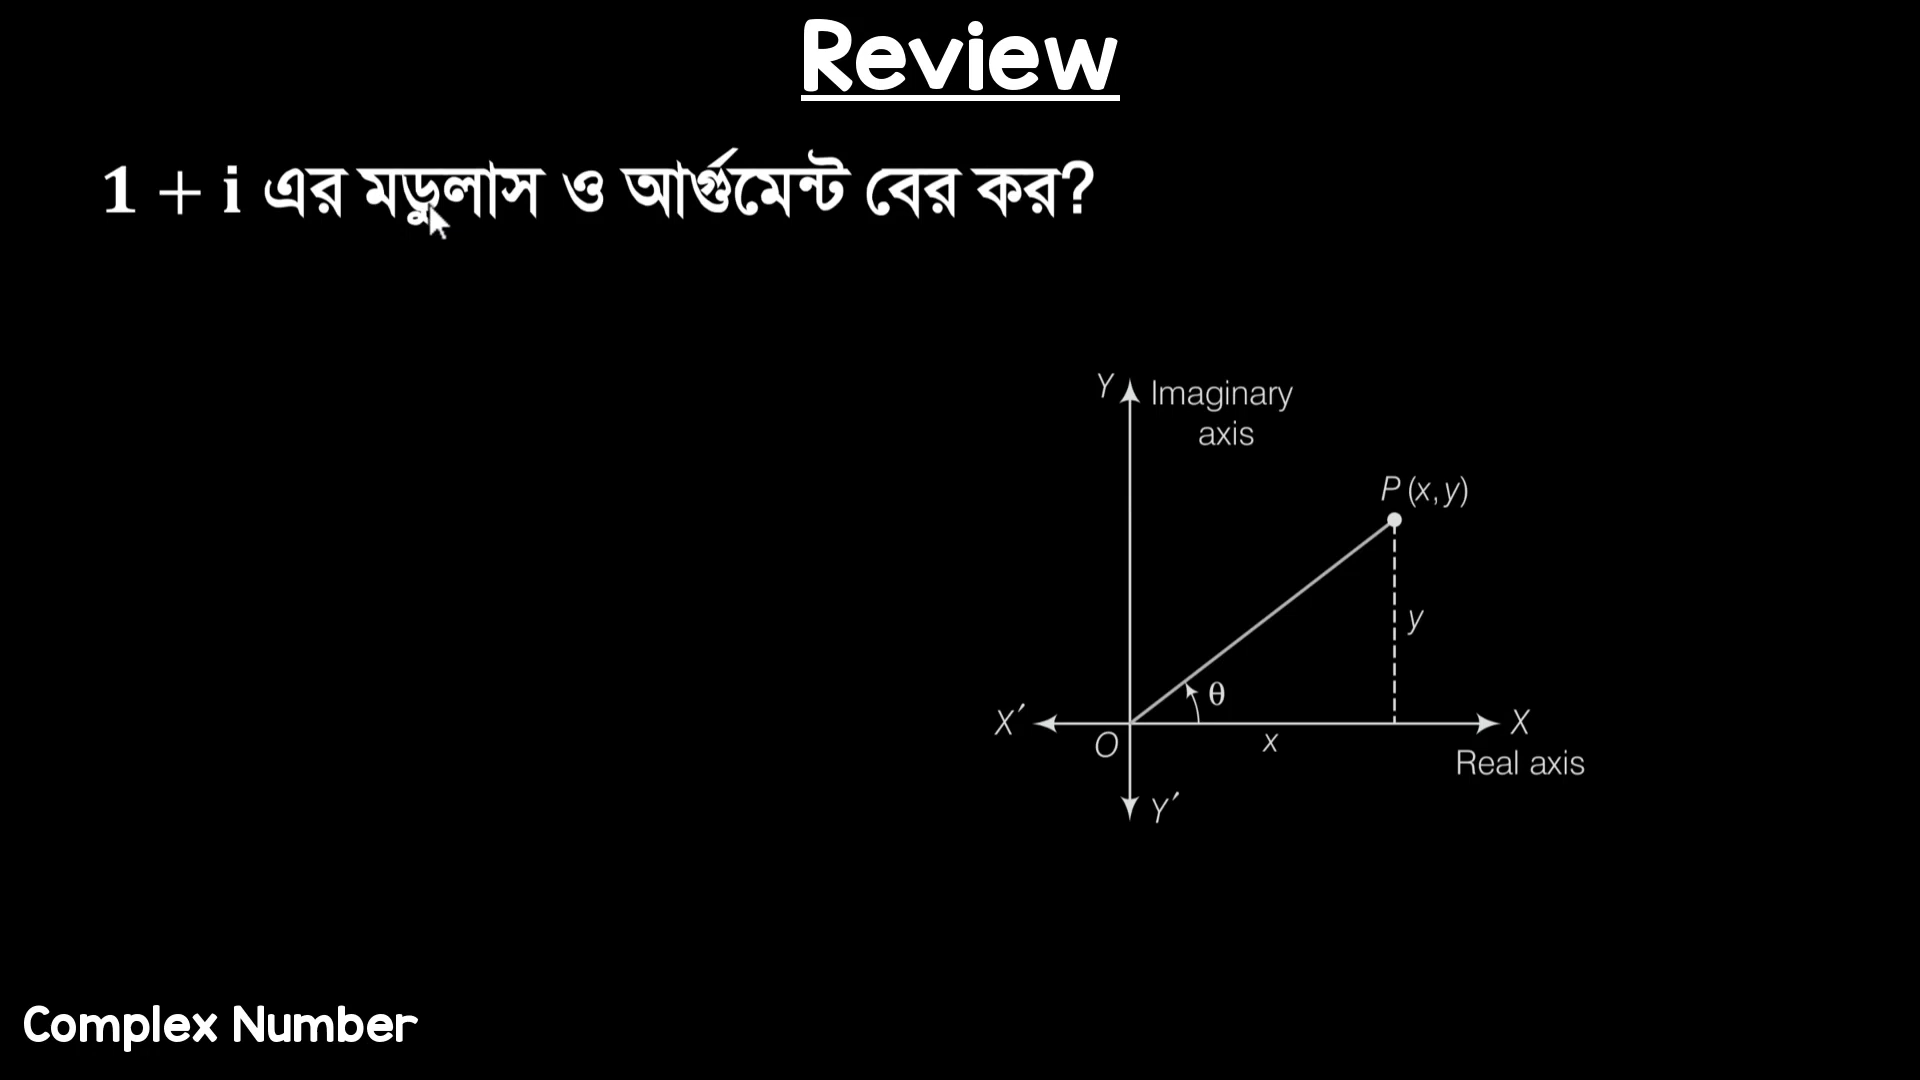 Review
1 + i এর মডুলাস ও আর্গুমেন্ট বের কর?
Y Imaginary
axis
P (x, y)
y
θ
X′ O x X
Real axis
Y′
Complex Number